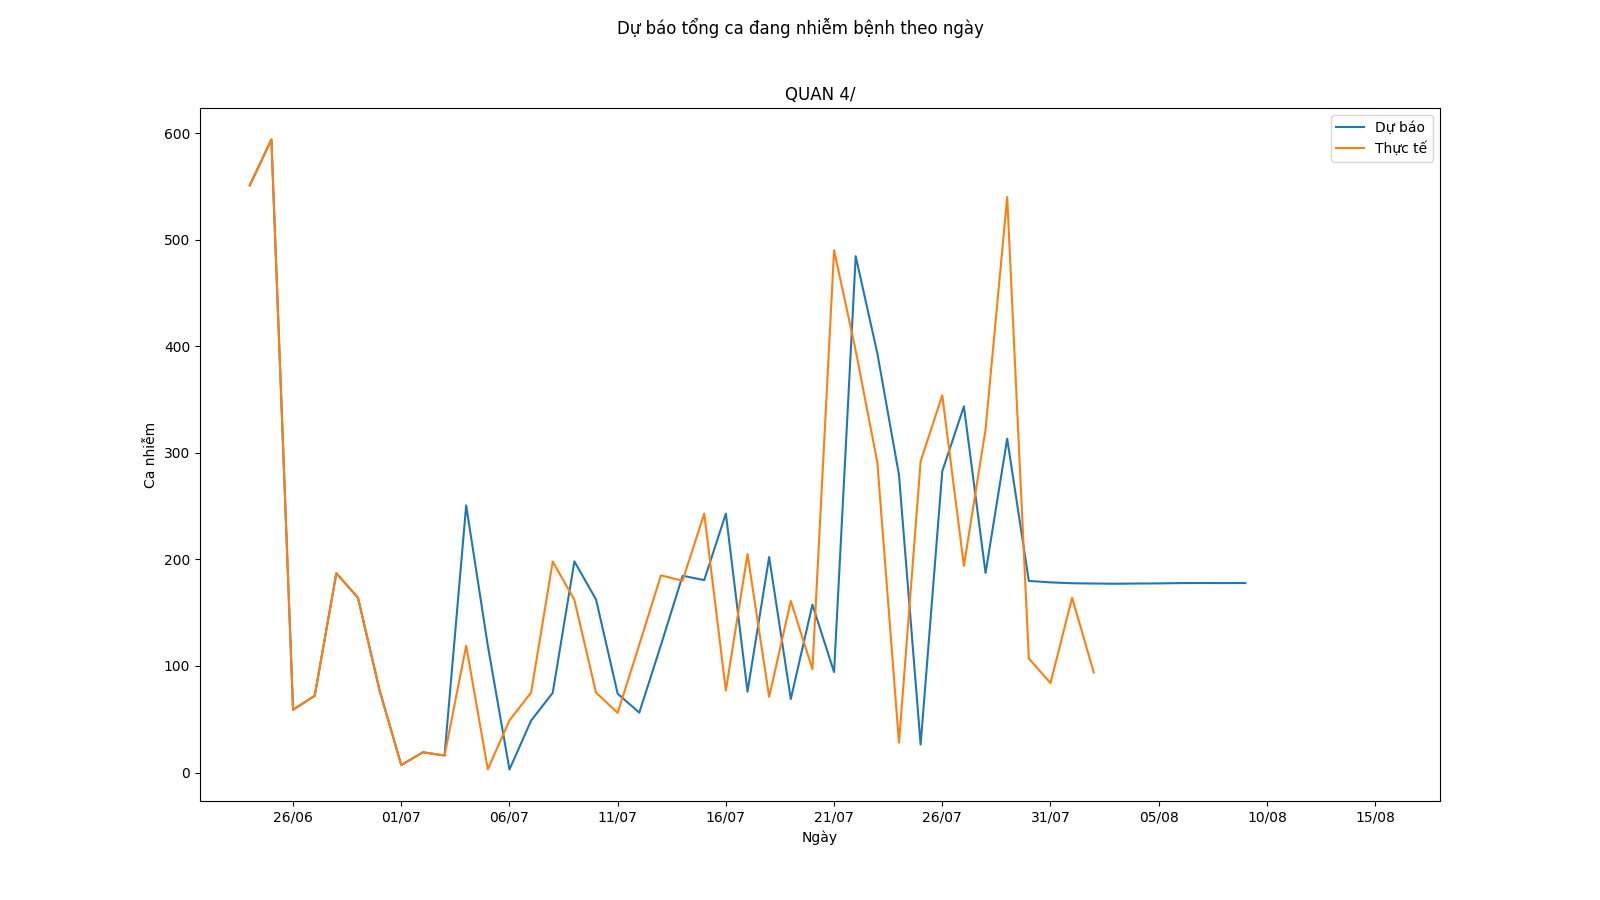 Dự báo tổng ca đang nhiễm bệnh theo ngày
QUAN 4/
Dự báo
Thực tế
600
500
400
300
200
100
0
Ca nhiễm
26/06 01/07 06/07 11/07 16/07 21/07 26/07 31/07 05/08 10/08 15/08
Ngày